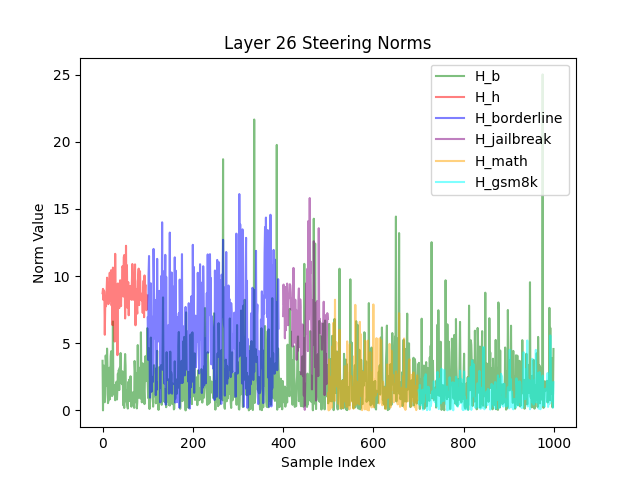 Layer 26 Steering Norms
25
20
15
10
5
0
Norm Value
H_b
H_h
H_borderline
H_jailbreak
H_math
H_gsm8k
0 200 400 600 800 1000
Sample Index